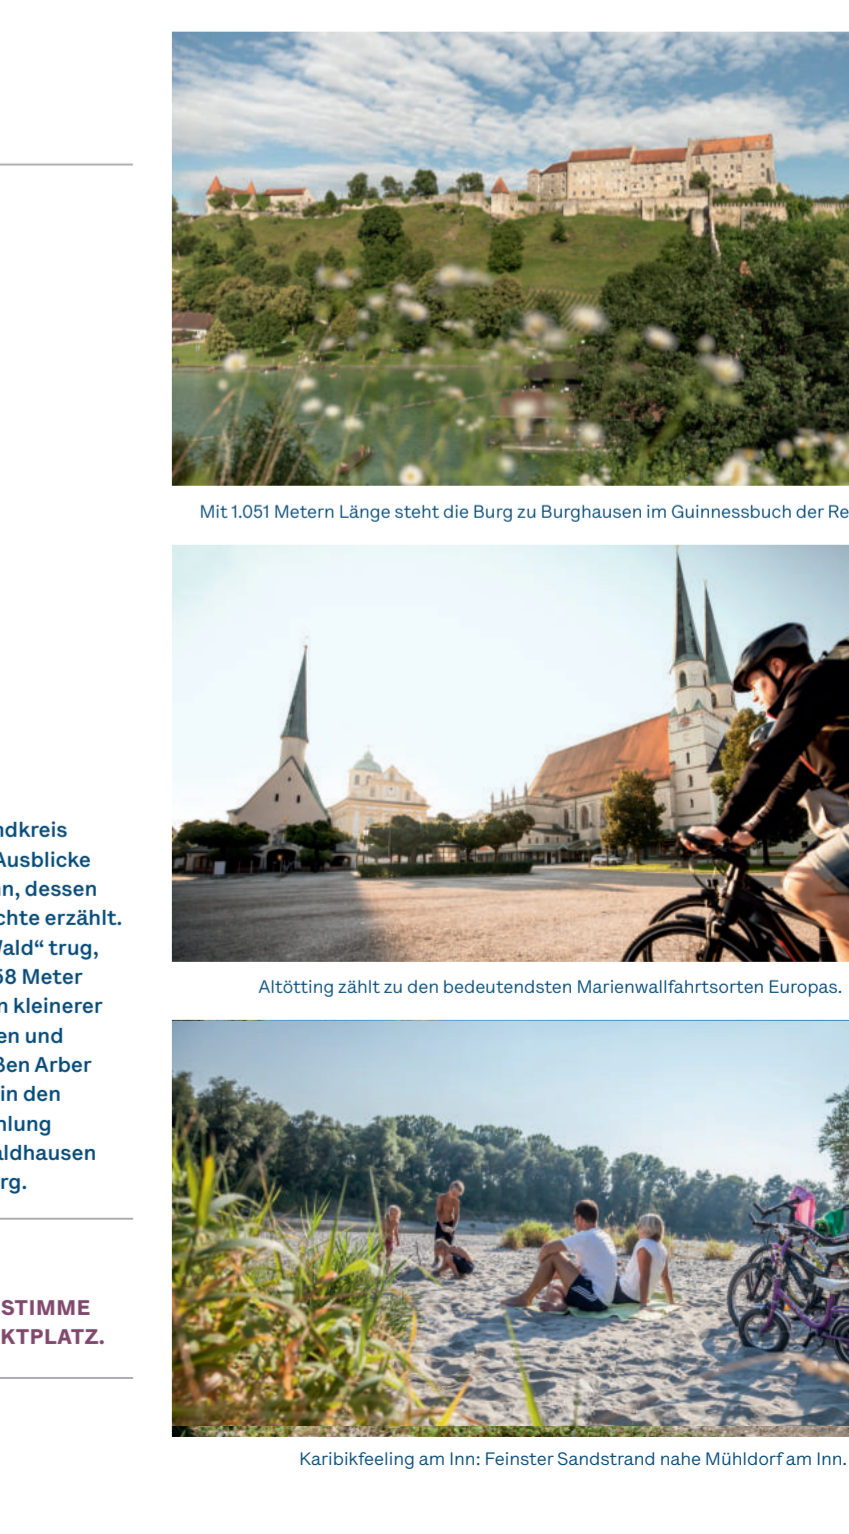 ndkreis
Ausblicke
n, dessen
chte erzählt.
Vald“ trug,
58 Meter
n kleinerer
en und
ßen Arber
in den
hlung
aldhausen
rg.
STIMME
KTPLATZ.
Mit 1.051 Metern Länge steht die Burg zu Burghausen im Guinnessbuch der Re
Altötting zählt zu den bedeutendsten Marienwallfahrtsorten Europas.
Karibikfeeling am Inn: Feinster Sandstrand nahe Mühldorf am Inn.